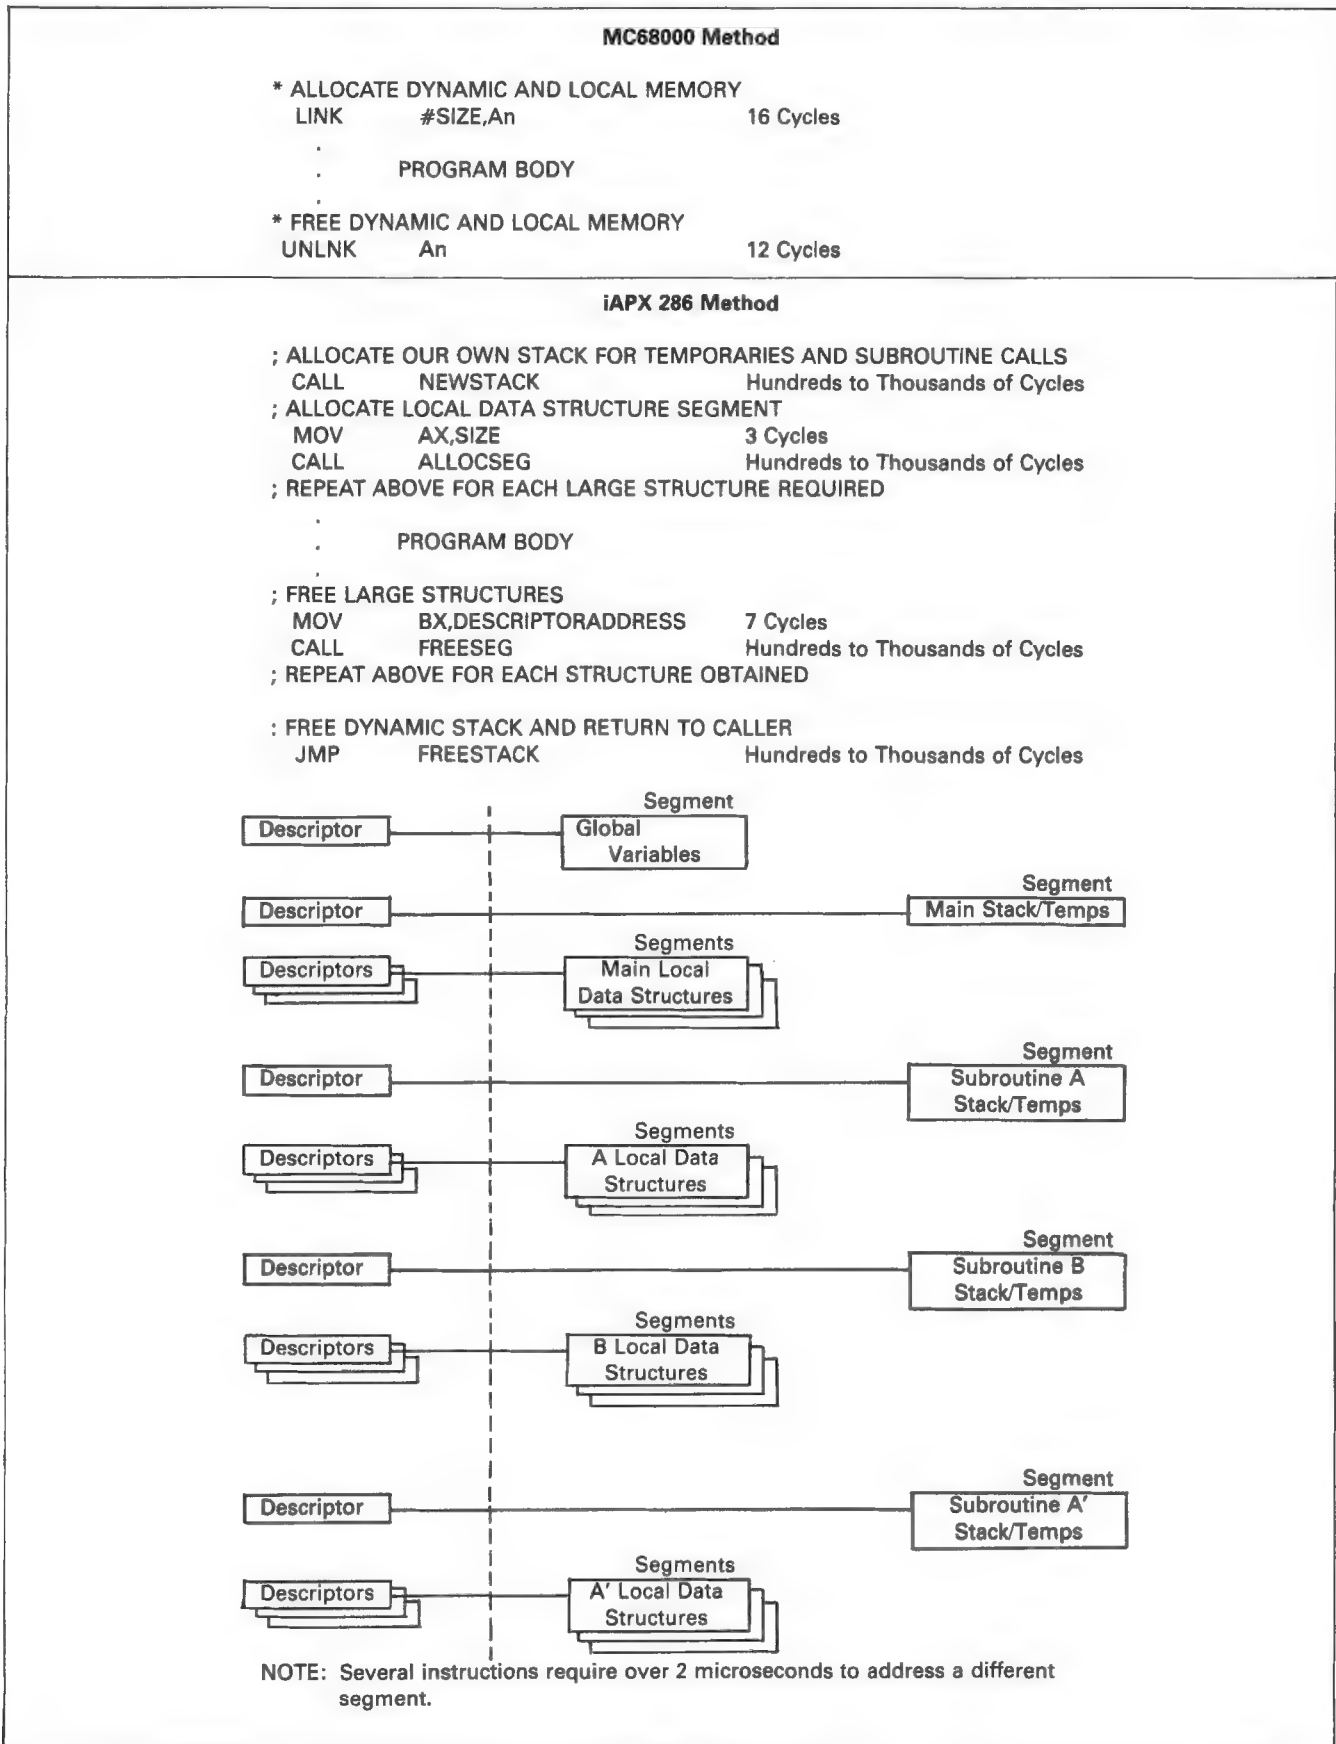 MC68000 Method
* ALLOCATE DYNAMIC AND LOCAL MEMORY
LINK #SIZE,An 16 Cycles
.
. PROGRAM BODY
.
* FREE DYNAMIC AND LOCAL MEMORY
UNLNK An 12 Cycles
iAPX 286 Method
; ALLOCATE OUR OWN STACK FOR TEMPORARIES AND SUBROUTINE CALLS
CALL NEWSTACK Hundreds to Thousands of Cycles
; ALLOCATE LOCAL DATA STRUCTURE SEGMENT
MOV AX,SIZE 3 Cycles
CALL ALLOCSEG Hundreds to Thousands of Cycles
; REPEAT ABOVE FOR EACH LARGE STRUCTURE REQUIRED
.
. PROGRAM BODY
.
; FREE LARGE STRUCTURES
MOV BX,DESCRIPTORADDRESS 7 Cycles
CALL FREESEG Hundreds to Thousands of Cycles
; REPEAT ABOVE FOR EACH STRUCTURE OBTAINED
: FREE DYNAMIC STACK AND RETURN TO CALLER
JMP FREESTACK Hundreds to Thousands of Cycles
Segment
Descriptor Global
Variables
Segment
Descriptor Main Stack/Temps
Segments
Descriptors Main Local
Data Structures
Segment
Descriptor Subroutine A
Stack/Temps
Segments
Descriptors A Local Data
Structures
Segment
Descriptor Subroutine B
Stack/Temps
Segments
Descriptors B Local Data
Structures
Segment
Descriptor Subroutine A'
Stack/Temps
Segments
Descriptors A' Local Data
Structures
NOTE: Several instructions require over 2 microseconds to address a different
segment.